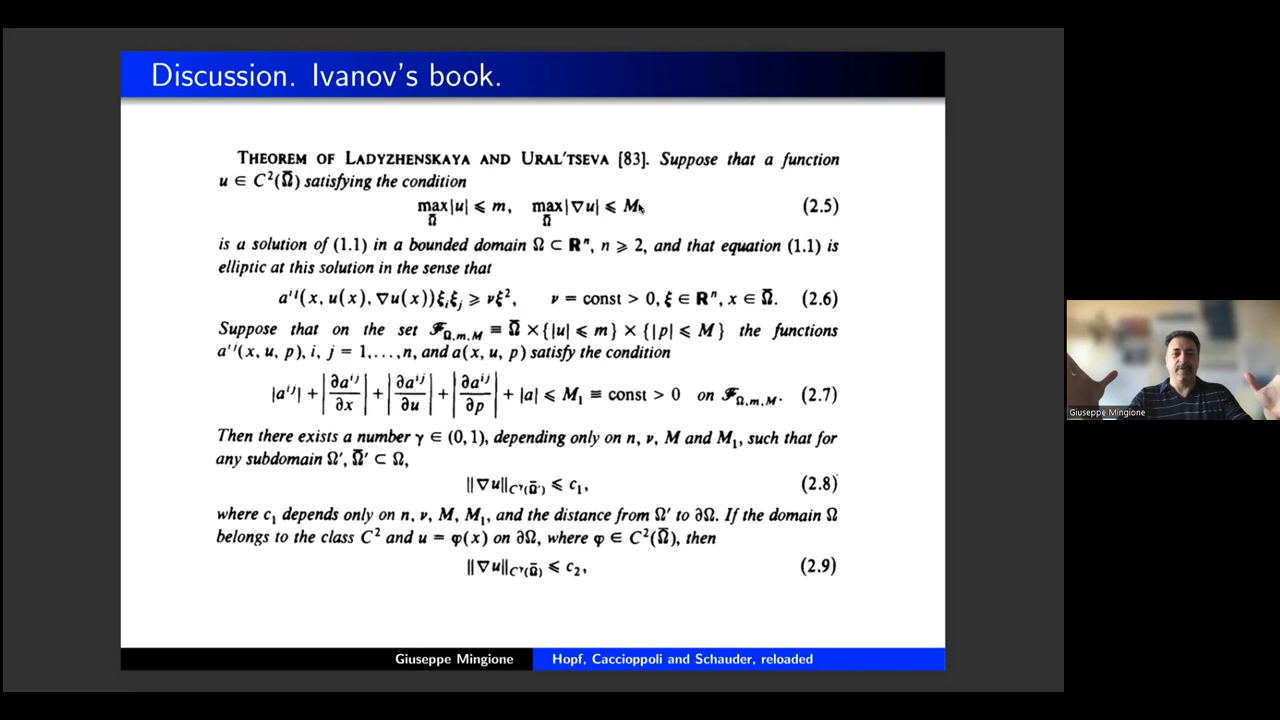 Discussion. Ivanov's book.
THEOREM OF LADYZHENSKAYA AND URAL'TSEVA [83]. Suppose that a function
u ∈ C²(Ω̄) satisfying the condition
max_Ω̄ |u| ⩽ m, max_Ω̄ |∇u| ⩽ M, (2.5)
is a solution of (1.1) in a bounded domain Ω ⊂ Rⁿ, n ⩾ 2, and that equation (1.1) is
elliptic at this solution in the sense that
a^{ij}(x, u(x), ∇u(x))ξ_iξ_j ⩾ νξ², ν = const > 0, ξ ∈ Rⁿ, x ∈ Ω̄. (2.6)
Suppose that on the set ℱ_{Ω,m,M} ≡ Ω̄ × {|u| ⩽ m} × {|p| ⩽ M} the functions
a^{ij}(x, u, p), i, j = 1,...,n, and a(x, u, p) satisfy the condition
|a^{ij}| + |∂a^{ij}/∂x| + |∂a^{ij}/∂u| + |∂a^{ij}/∂p| + |a| ⩽ M₁ ≡ const > 0 on ℱ_{Ω,m,M}. (2.7)
Then there exists a number γ ∈ (0, 1), depending only on n, ν, M and M₁, such that for
any subdomain Ω′, Ω̄′ ⊂ Ω,
‖∇u‖_{C^γ(Ω̄′)} ⩽ c₁, (2.8)
where c₁ depends only on n, ν, M, M₁, and the distance from Ω′ to ∂Ω. If the domain Ω
belongs to the class C² and u = φ(x) on ∂Ω, where φ ∈ C²(Ω̄), then
‖∇u‖_{C^γ(Ω̄)} ⩽ c₂, (2.9)
Giuseppe Mingione
Hopf, Caccioppoli and Schauder, reloaded
Giuseppe Mingione